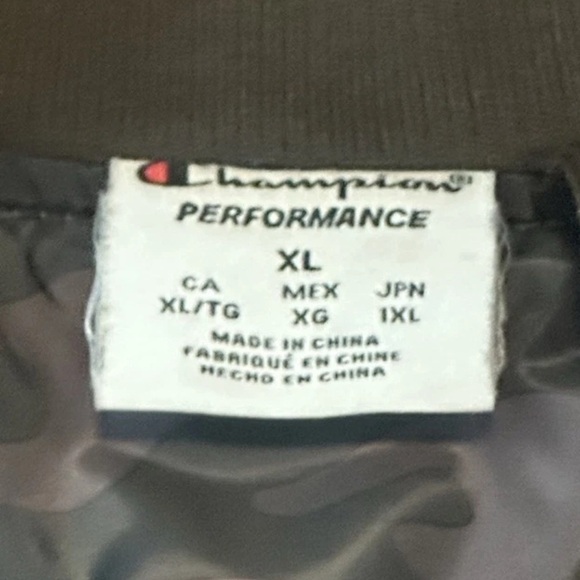 Champion®
PERFORMANCE
XL
CA MEX JPN
XL/TG XG 1XL
MADE IN CHINA
FABRIQUÉ EN CHINE
HECHO EN CHINA